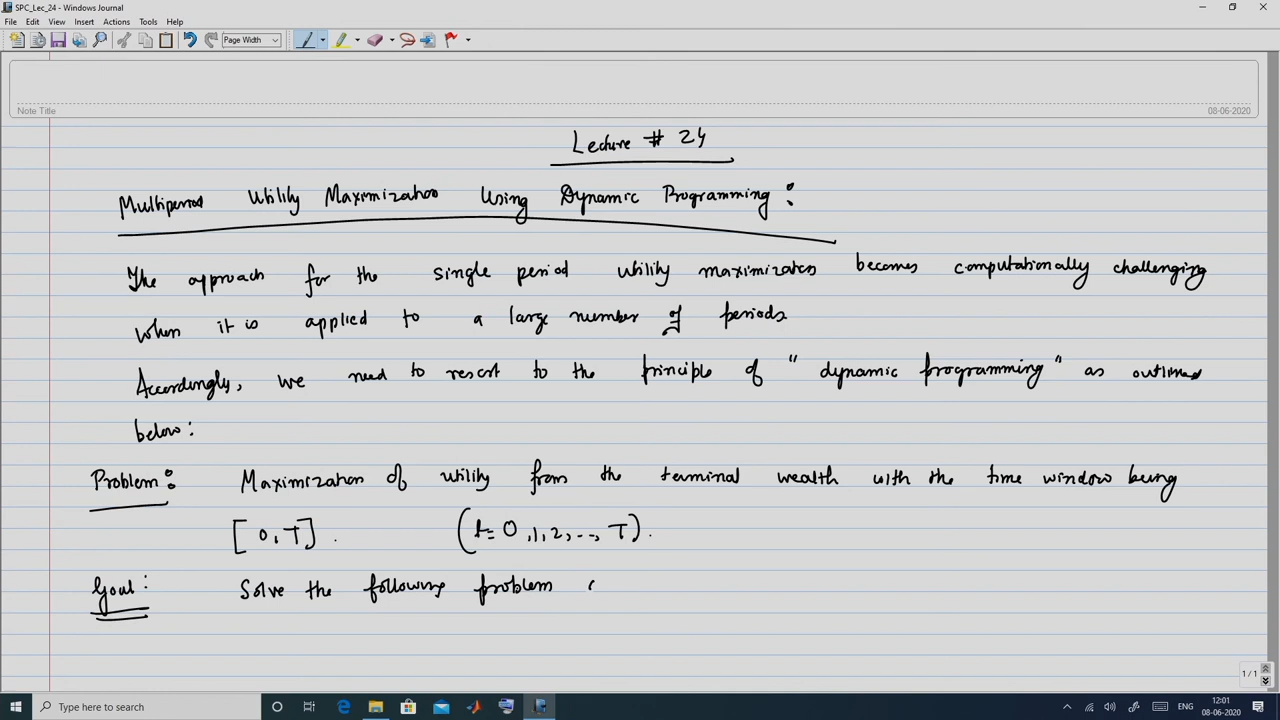 SPC_Lec_24 - Windows Journal
File Edit View Insert Actions Tools Help
Page Width
Note Title
08-06-2020
Lecture # 24
Multiperiod Utility Maximization Using Dynamic Programming :
The approach for the single period utility maximization becomes computationally challenging
when it is applied to a large number of periods
Accordingly, we need to resort to the principle of "dynamic programming" as outlined
below:
Problem: Maximization of utility from the terminal wealth with the time window being
[0,T]. (t=0,1,2,..,T).
Goal: Solve the following problem (
1 / 1
Type here to search
ENG
12:01
08-06-2020